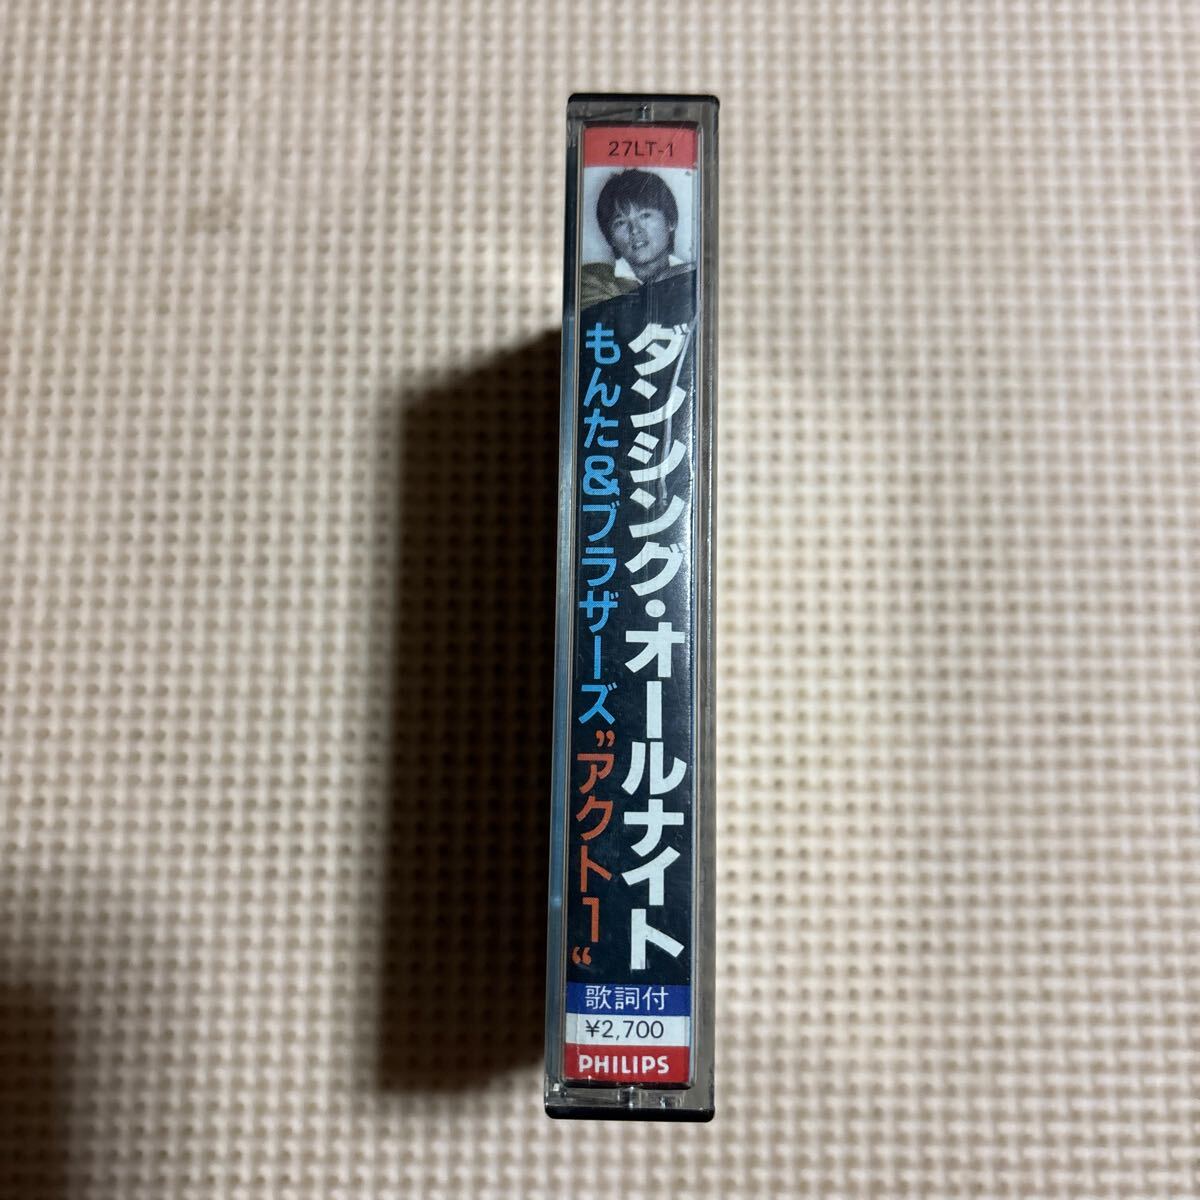 27LT-1
ダンシング・オールナイト
もんた&ブラザーズ”アクト1“
歌詞付
¥2,700
PHILIPS